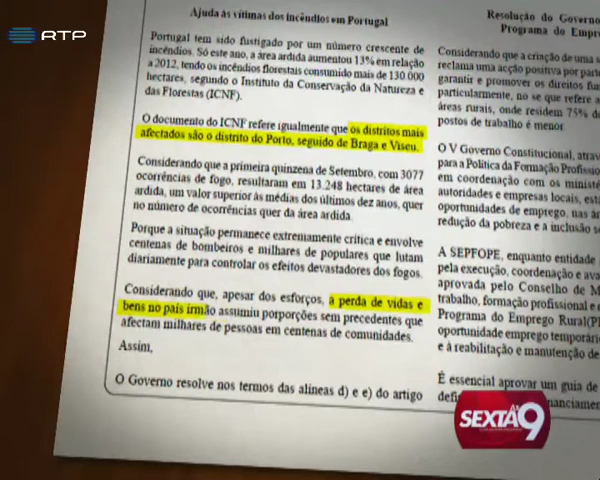 RTP
Ajuda às vítimas dos incêndios em Portugal
Portugal tem sido fustigado por um número crescente de
incêndios. Só este ano, a área ardida aumentou 13% em relação
a 2012, tendo os incêndios florestais consumido mais de 130.000
hectares, segundo o Instituto da Conservação da Natureza e
das Florestas (ICNF).
O documento do ICNF refere igualmente que os distritos mais
afectados são o distrito do Porto, seguido de Braga e Viseu.
Considerando que a primeira quinzena de Setembro, com 3077
ocorrências de fogo, resultaram em 13.248 hectares de área
ardida, um valor superior às médias dos últimos dez anos, quer
no número de ocorrências quer da área ardida.
Porque a situação permanece extremamente crítica e envolve
centenas de bombeiros e milhares de populares que lutam
diariamente para controlar os efeitos devastadores dos fogos.
Considerando que, apesar dos esforços, a perda de vidas e
bens no país irmão assumiu porporções sem precedentes que
afectam milhares de pessoas em centenas de comunidades.
Assim,
O Governo resolve nos termos das alíneas d) e e) do artigo
Resolução do Governo
Programa do Empre
Considerando que a criação de uma s
reclama uma acção positiva por parte
garantir e promover os direitos fun
particularmente, no se que refere a
áreas rurais, onde residem 75% d
postos de trabalho é menor.
O V Governo Constitucional, atrav
para a Política da Formação Profiss
em coordenação com os ministé
autoridades e empresas locais, est
oportunidades de emprego, nas á
redução da pobreza e a inclusão s
A SEPFOPE, enquanto entidade
pela execução, coordenação e ava
aprovada pelo Conselho de M
trabalho, formação profissional e
Programa do Emprego Rural(P
oportunidade emprego temporári
e à reabilitação e manutenção de
É essencial aprovar um guia de
defi nanciamen
SEXTA ÀS 9